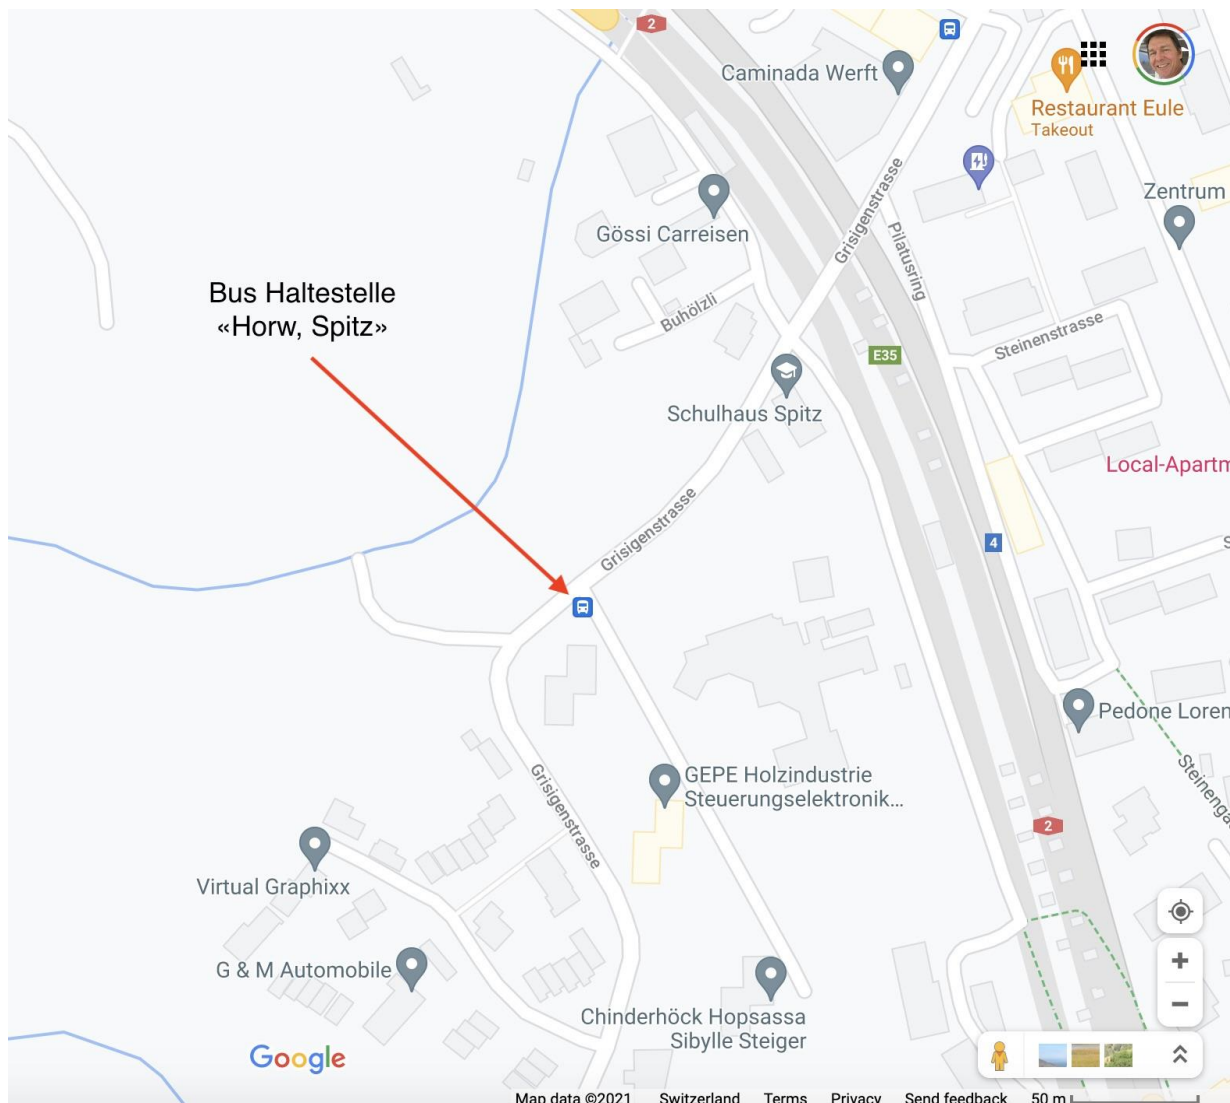 2
Caminada Werft
Restaurant Eule
Takeout
Zentrum
Gössi Carreisen
Grisigenstrasse
Pilatusring
Bus Haltestelle
«Horw, Spitz»
Buhölzli
Steinenstrasse
E35
Schulhaus Spitz
Local-Apartm
Grisigenstrasse
4
S
Pedone Loren
GEPE Holzindustrie
Steuerungselektronik...
Steinenga
Grisigenstrasse
2
Virtual Graphixx
G & M Automobile
Chinderhöck Hopsassa
Sibylle Steiger
Google
Map data ©2021 Switzerland Terms Privacy Send feedback 50 m